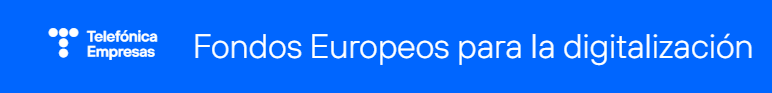 Telefónica
Empresas
Fondos Europeos para la digitalización